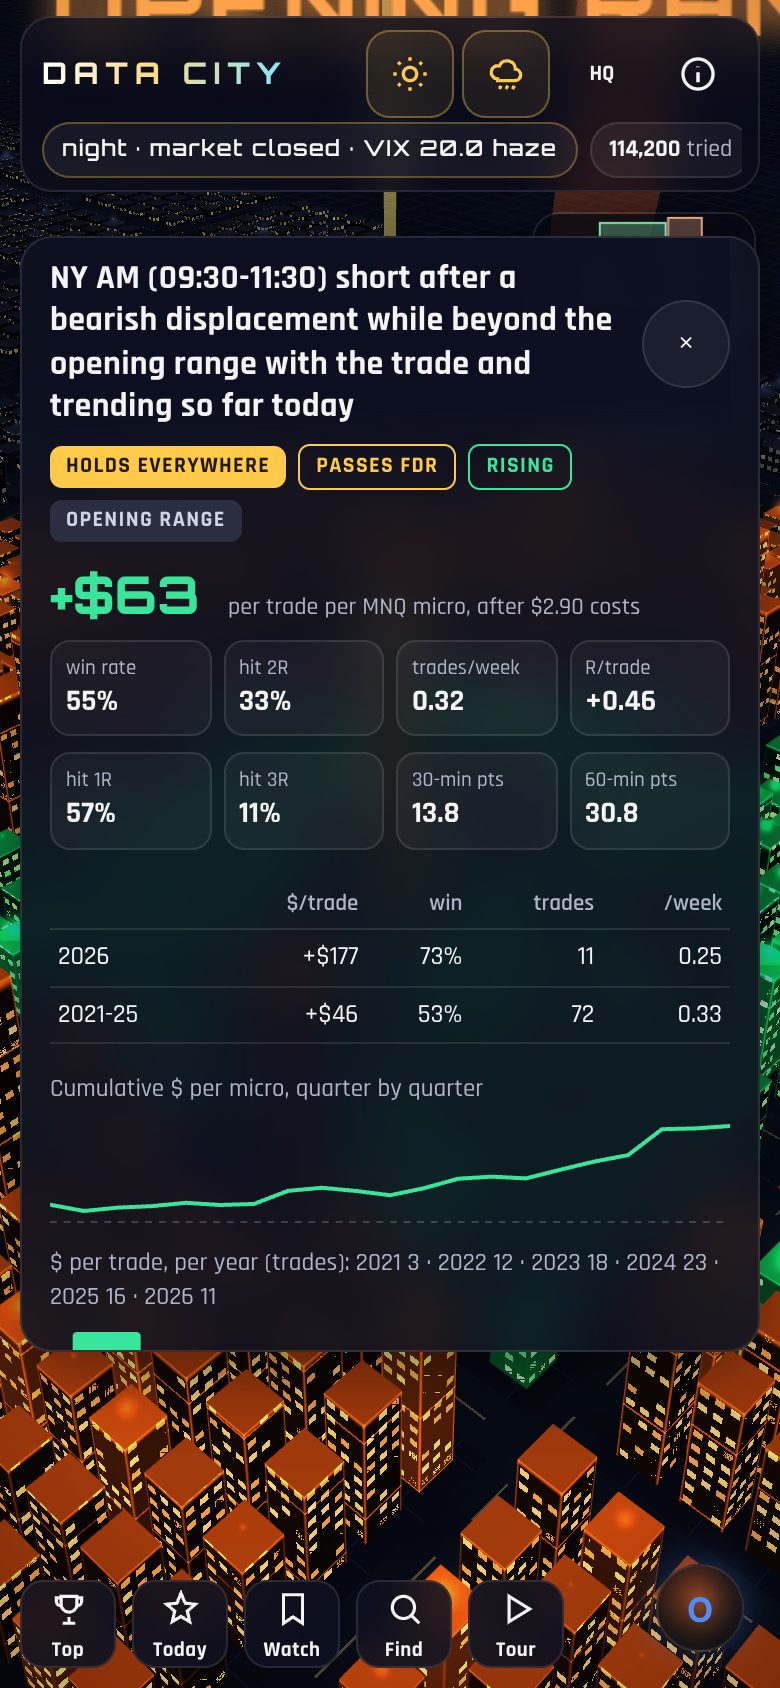 OPENING RAN
DATA CITY
HQ
night · market closed · VIX 20.0 haze
114,200 tried
NY AM (09:30-11:30) short after a
bearish displacement while beyond the
opening range with the trade and
trending so far today
×
HOLDS EVERYWHERE
PASSES FDR
RISING
OPENING RANGE
+$63 per trade per MNQ micro, after $2.90 costs
win rate
55%
hit 2R
33%
trades/week
0.32
R/trade
+0.46
hit 1R
57%
hit 3R
11%
30-min pts
13.8
60-min pts
30.8
$/trade win trades /week
2026 +$177 73% 11 0.25
2021-25 +$46 53% 72 0.33
Cumulative $ per micro, quarter by quarter
$ per trade, per year (trades): 2021 3 · 2022 12 · 2023 18 · 2024 23 ·
2025 16 · 2026 11
Top
Today
Watch
Find
Tour
O